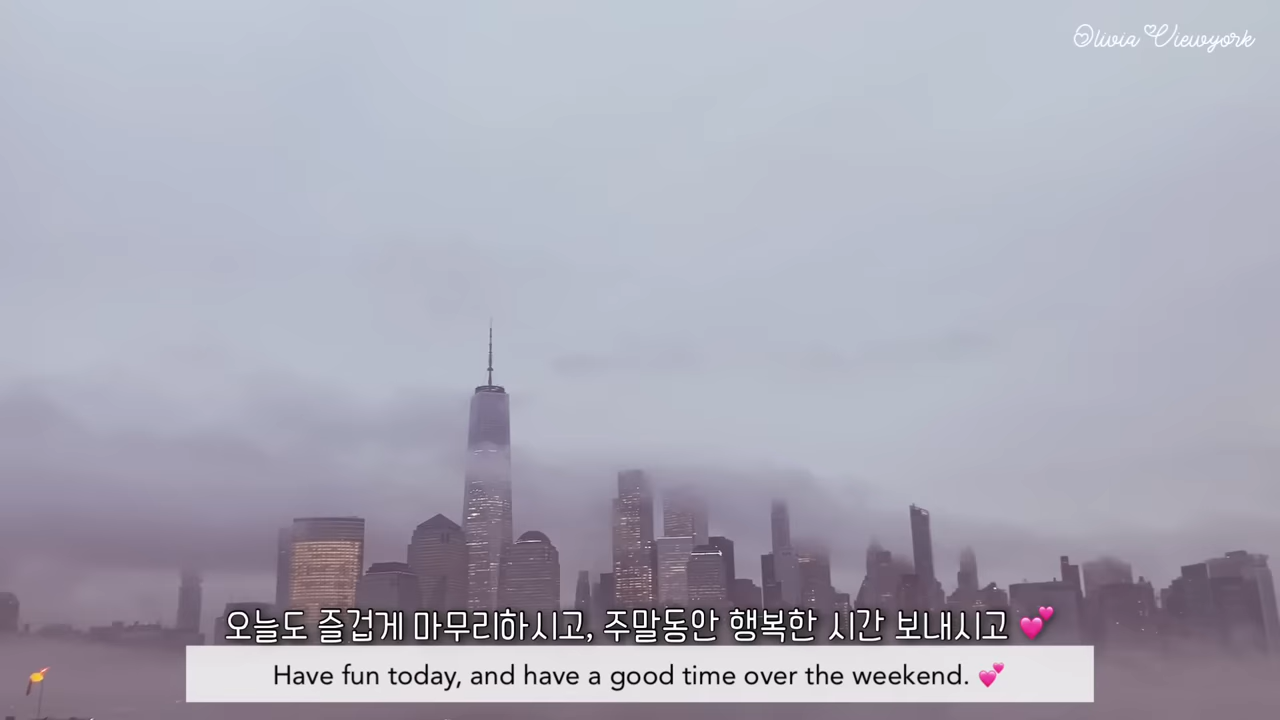 Olivia Viewyork
오늘도 즐겁게 마무리하시고, 주말동안 행복한 시간 보내시고 💕
Have fun today, and have a good time over the weekend. 💕